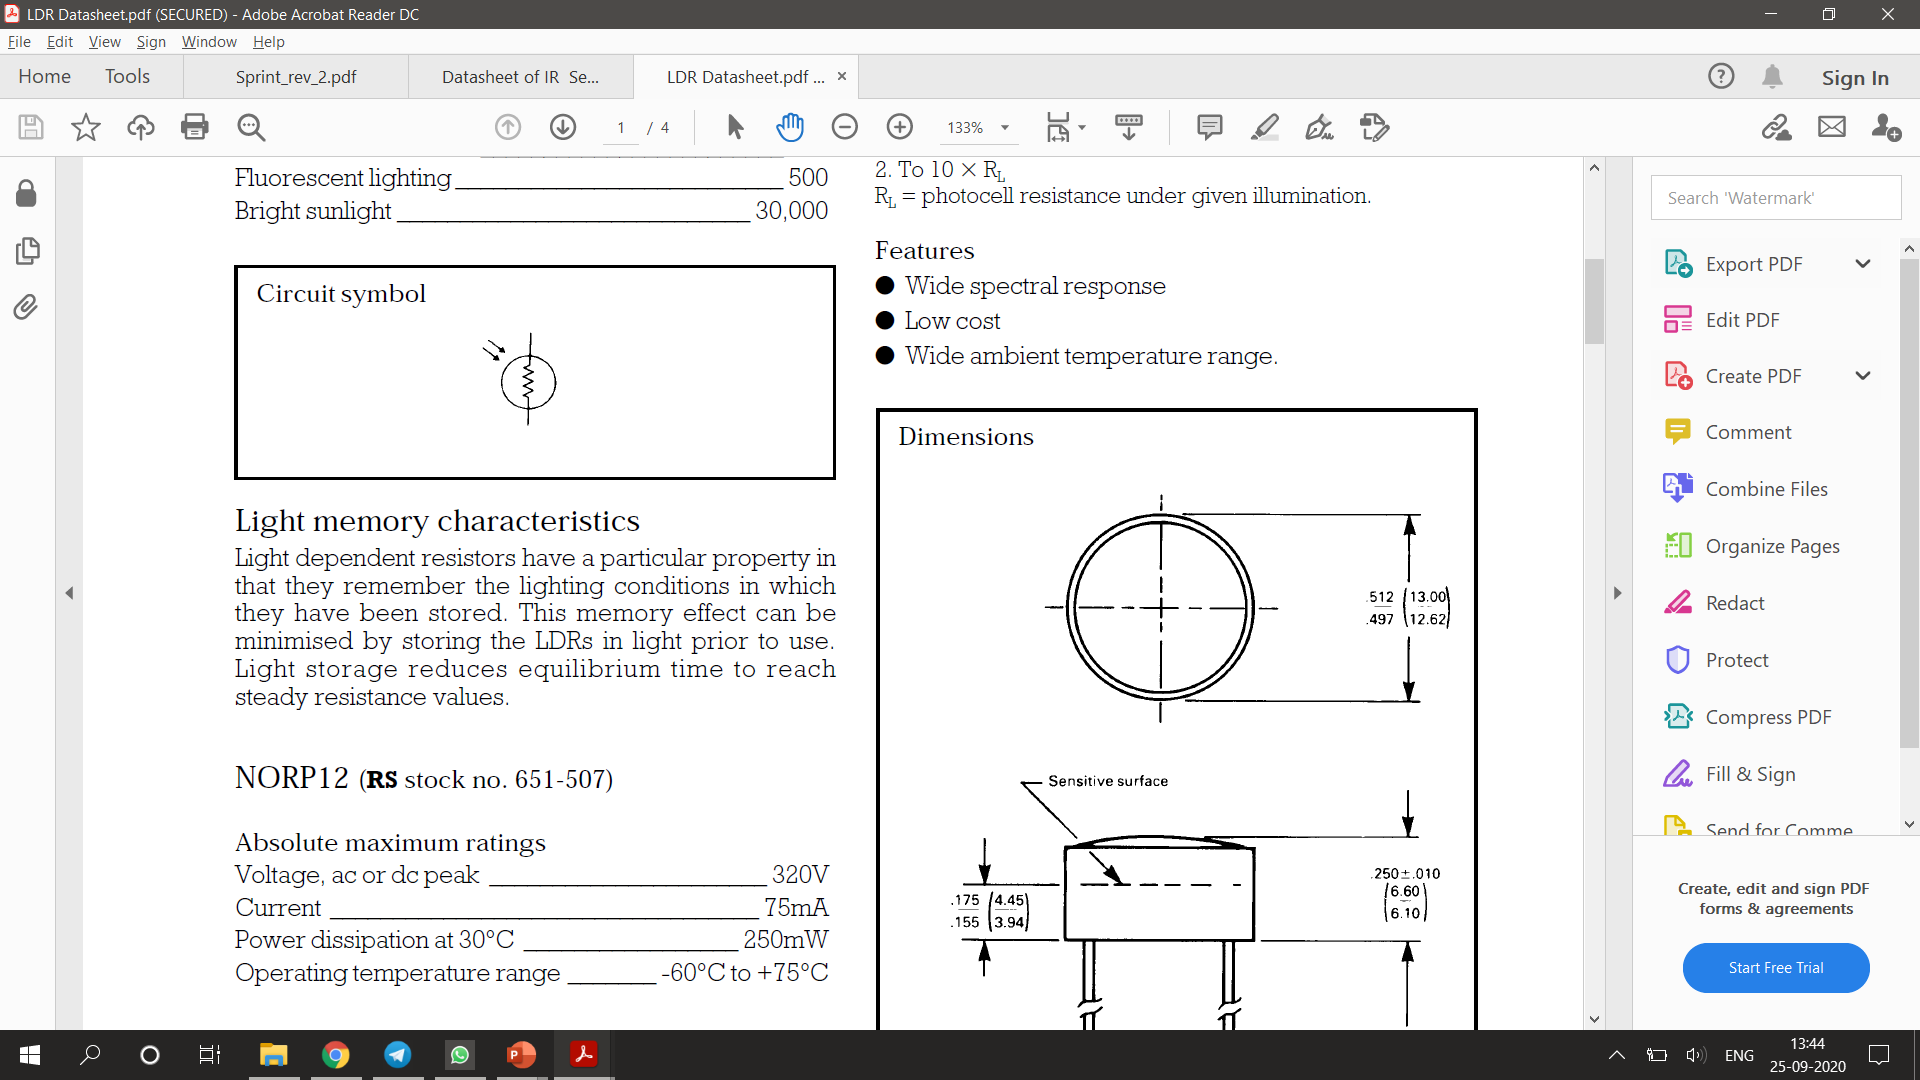 LDR Datasheet.pdf (SECURED) - Adobe Acrobat Reader DC
File Edit View Sign Window Help
Home Tools Sprint_rev_2.pdf Datasheet of IR Se... LDR Datasheet.pdf ... × Sign In
1 / 4 133%
Fluorescent lighting 500
Bright sunlight 30,000
Circuit symbol
Light memory characteristics
Light dependent resistors have a particular property in
that they remember the lighting conditions in which
they have been stored. This memory effect can be
minimised by storing the LDRs in light prior to use.
Light storage reduces equilibrium time to reach
steady resistance values.
NORP12 (RS stock no. 651-507)
Absolute maximum ratings
Voltage, ac or dc peak 320V
Current 75mA
Power dissipation at 30°C 250mW
Operating temperature range -60°C to +75°C
2. To 10 × RL
RL = photocell resistance under given illumination.
Features
● Wide spectral response
● Low cost
● Wide ambient temperature range.
Dimensions
.512 (13.00)
.497 (12.62)
Sensitive surface
.175 (4.45)
.155 (3.94)
.250±.010
(6.60)
(6.10)
Search 'Watermark'
Export PDF
Edit PDF
Create PDF
Comment
Combine Files
Organize Pages
Redact
Protect
Compress PDF
Fill & Sign
Send for Comme
Create, edit and sign PDF
forms & agreements
Start Free Trial
ENG
13:44
25-09-2020